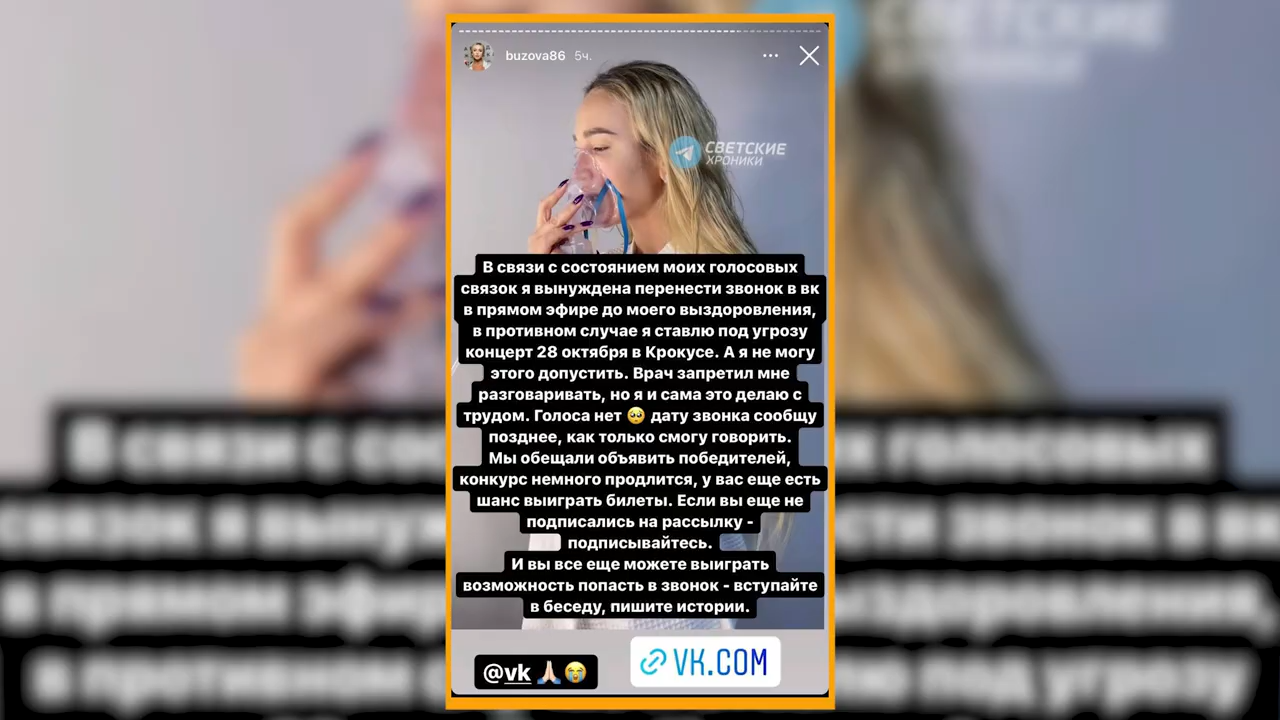 buzova86 5ч.
СВЕТСКИЕ
ХРОНИКИ
В связи с состоянием моих голосовых
связок я вынуждена перенести звонок в вк
в прямом эфире до моего выздоровления,
в противном случае я ставлю под угрозу
концерт 28 октября в Крокусе. А я не могу
этого допустить. Врач запретил мне
разговаривать, но я и сама это делаю с
трудом. Голоса нет 🥺 дату звонка сообщу
позднее, как только смогу говорить.
Мы обещали объявить победителей,
конкурс немного продлится, у вас еще есть
шанс выиграть билеты. Если вы еще не
подписались на рассылку -
подписывайтесь.
И вы все еще можете выиграть
возможность попасть в звонок - вступайте
в беседу, пишите истории.
@vk 🙏🏻😭
VK.COM